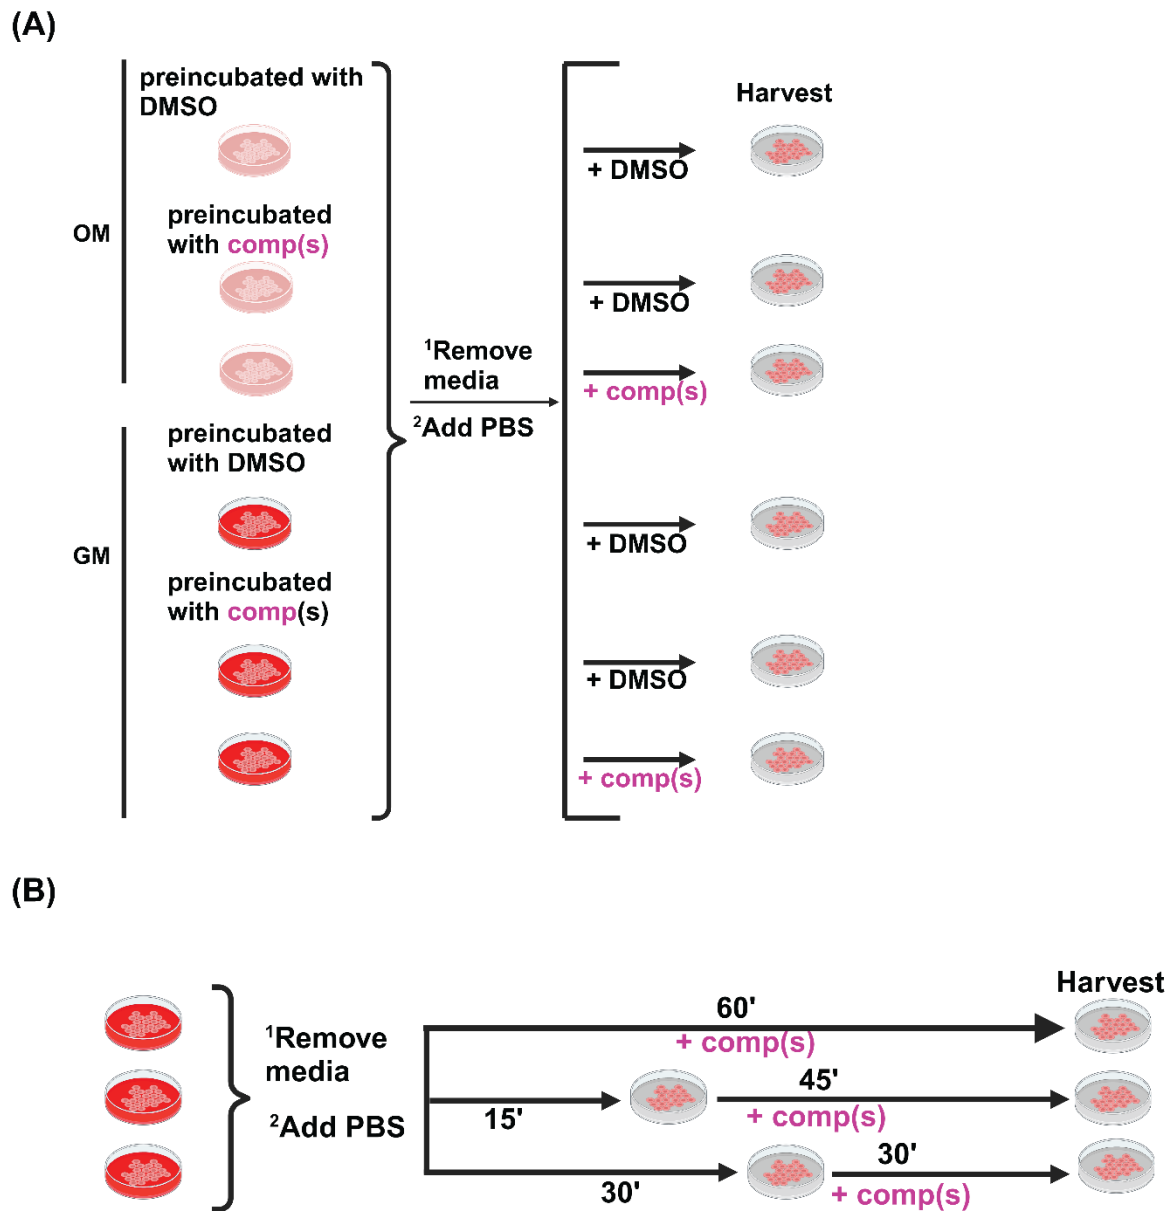 (A)
preincubated with
DMSO
Harvest
+ DMSO
OM
preincubated
with comp(s)
+ DMSO
¹Remove
media
²Add PBS
+ comp(s)
preincubated
with DMSO
+ DMSO
GM
preincubated
with comp(s)
+ DMSO
+ comp(s)
(B)
Harvest
¹Remove
media
²Add PBS
60'
+ comp(s)
15'
45'
+ comp(s)
30'
30'
+ comp(s)